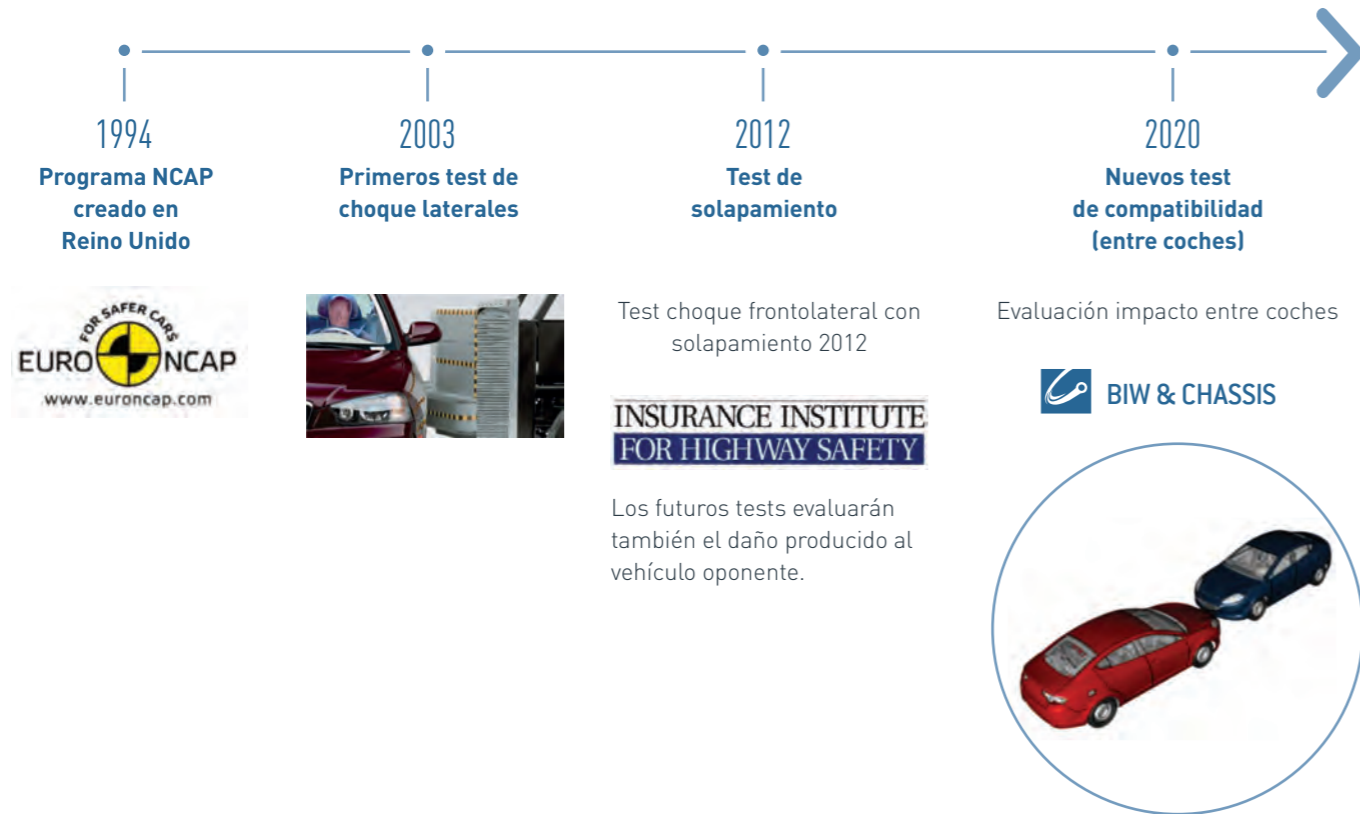 1994
Programa NCAP
creado en
Reino Unido
FOR SAFER CARS
EURO NCAP
www.euroncap.com
2003
Primeros test de
choque laterales
2012
Test de
solapamiento
Test choque frontolateral con
solapamiento 2012
INSURANCE INSTITUTE
FOR HIGHWAY SAFETY
Los futuros tests evaluarán
también el daño producido al
vehículo oponente.
2020
Nuevos test
de compatibilidad
(entre coches)
Evaluación impacto entre coches
BIW & CHASSIS